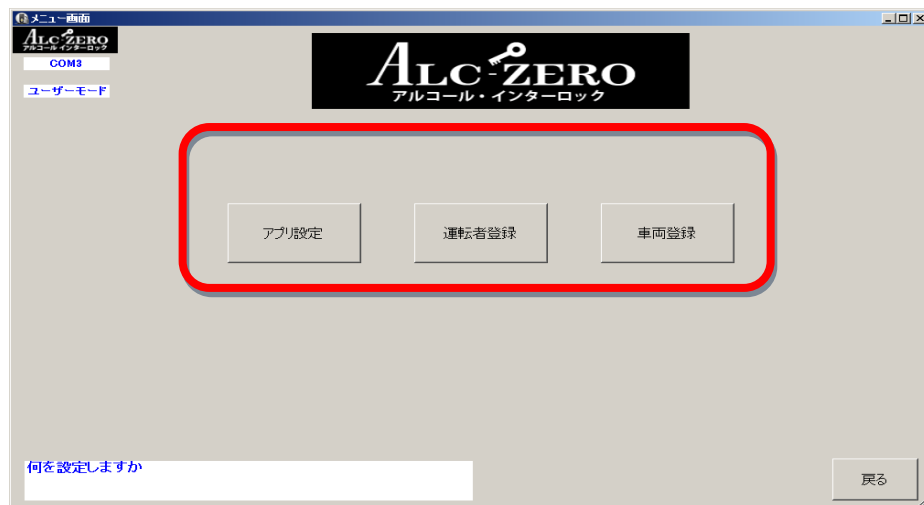 メニュー画面
ALC-ZERO
アルコール・インターロック
COM3
ユーザーモード
ALC-ZERO
アルコール・インターロック
アプリ設定
運転者登録
車両登録
何を設定しますか
戻る